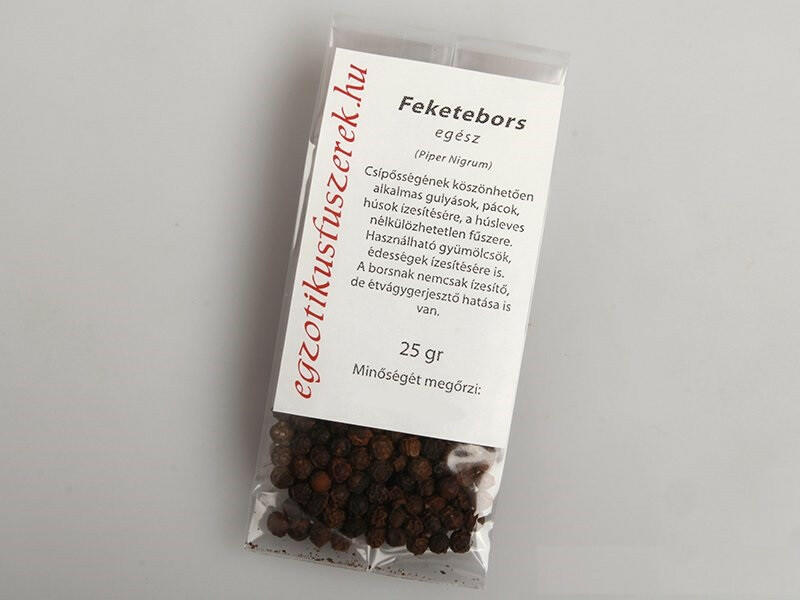 egzotikusfuszerek.hu
Feketebors
egész
(Piper Nigrum)
Csípősségének köszönhetően
alkalmas gulyások, pácok,
húsok ízesítésére, a húsleves
nélkülözhetetlen fűszere.
Használható gyümölcsök,
édességek ízesítésére is.
A borsnak nemcsak ízesítő,
de étvágygerjesztő hatása is
van.
25 gr
Minőségét megőrzi: